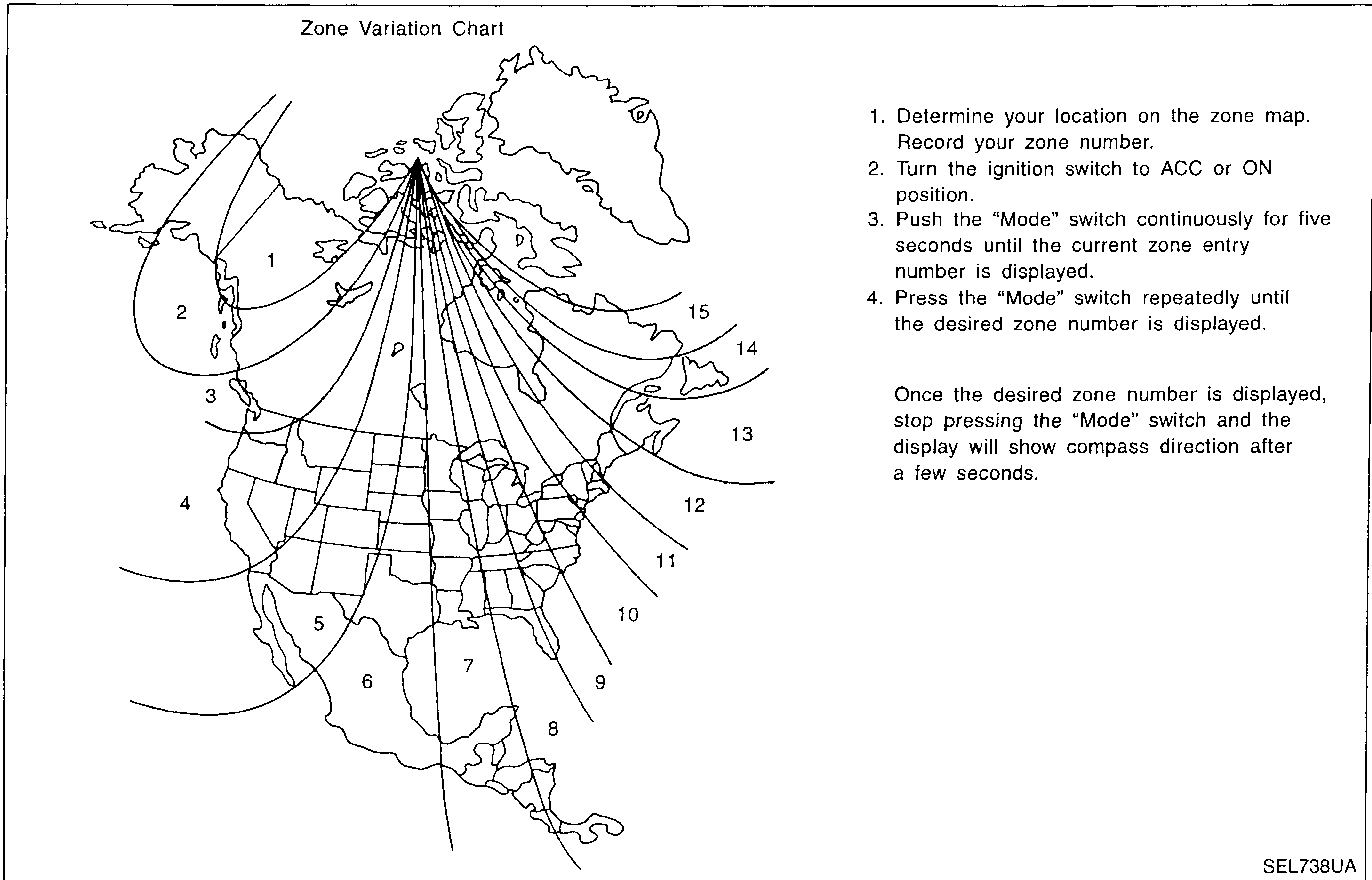 Zone Variation Chart
1. Determine your location on the zone map.
Record your zone number.
2. Turn the ignition switch to ACC or ON
position.
3. Push the “Mode” switch continuously for five
seconds until the current zone entry
number is displayed.
4. Press the “Mode” switch repeatedly until
the desired zone number is displayed.
Once the desired zone number is displayed,
stop pressing the “Mode” switch and the
display will show compass direction after
a few seconds.
1
2
3
4
5
6
7
8
9
10
11
12
13
14
15
SEL738UA